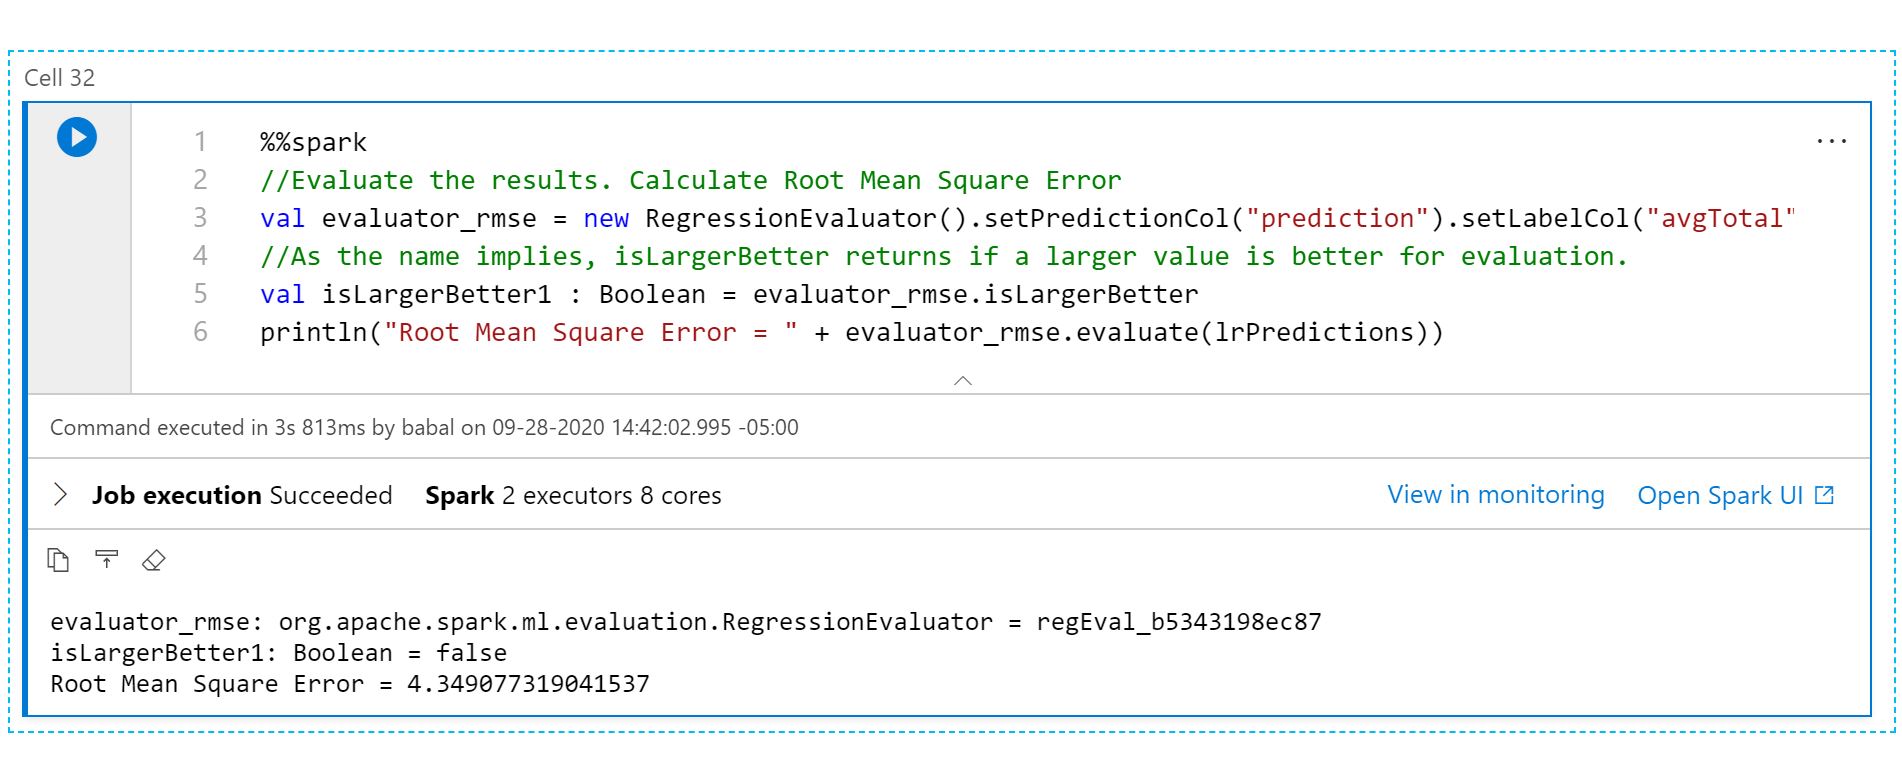 Cell 32
1 %%spark
2 //Evaluate the results. Calculate Root Mean Square Error
3 val evaluator_rmse = new RegressionEvaluator().setPredictionCol("prediction").setLabelCol("avgTotal"
4 //As the name implies, isLargerBetter returns if a larger value is better for evaluation.
5 val isLargerBetter1 : Boolean = evaluator_rmse.isLargerBetter
6 println("Root Mean Square Error = " + evaluator_rmse.evaluate(lrPredictions))
Command executed in 3s 813ms by babal on 09-28-2020 14:42:02.995 -05:00
Job execution Succeeded Spark 2 executors 8 cores View in monitoring Open Spark UI
evaluator_rmse: org.apache.spark.ml.evaluation.RegressionEvaluator = regEval_b5343198ec87
isLargerBetter1: Boolean = false
Root Mean Square Error = 4.349077319041537